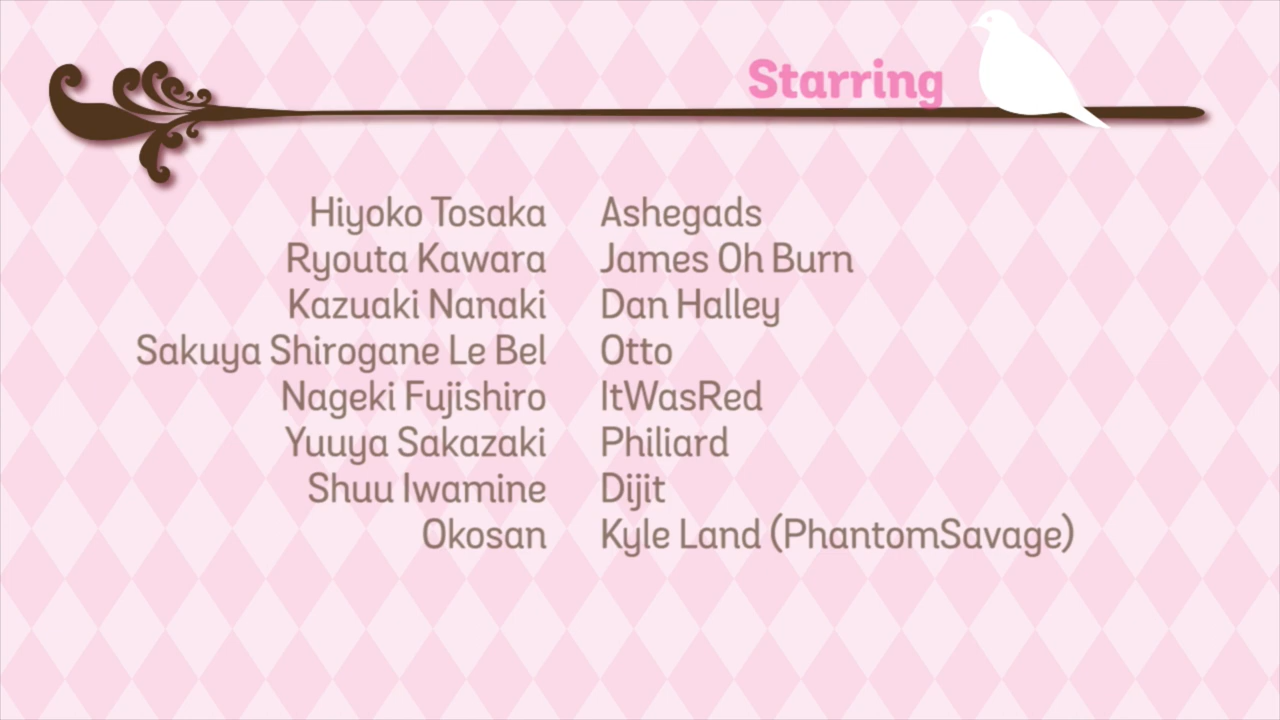 Starring
Hiyoko Tosaka Ashegads
Ryouta Kawara James Oh Burn
Kazuaki Nanaki Dan Halley
Sakuya Shirogane Le Bel Otto
Nageki Fujishiro ItWasRed
Yuuya Sakazaki Philiard
Shuu Iwamine Dijit
Okosan Kyle Land (PhantomSavage)